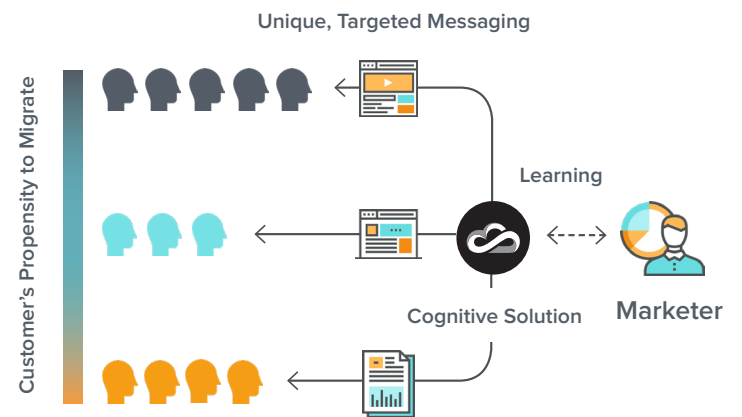 Unique, Targeted Messaging
Customer's Propensity to Migrate
Learning
Cognitive Solution
Marketer